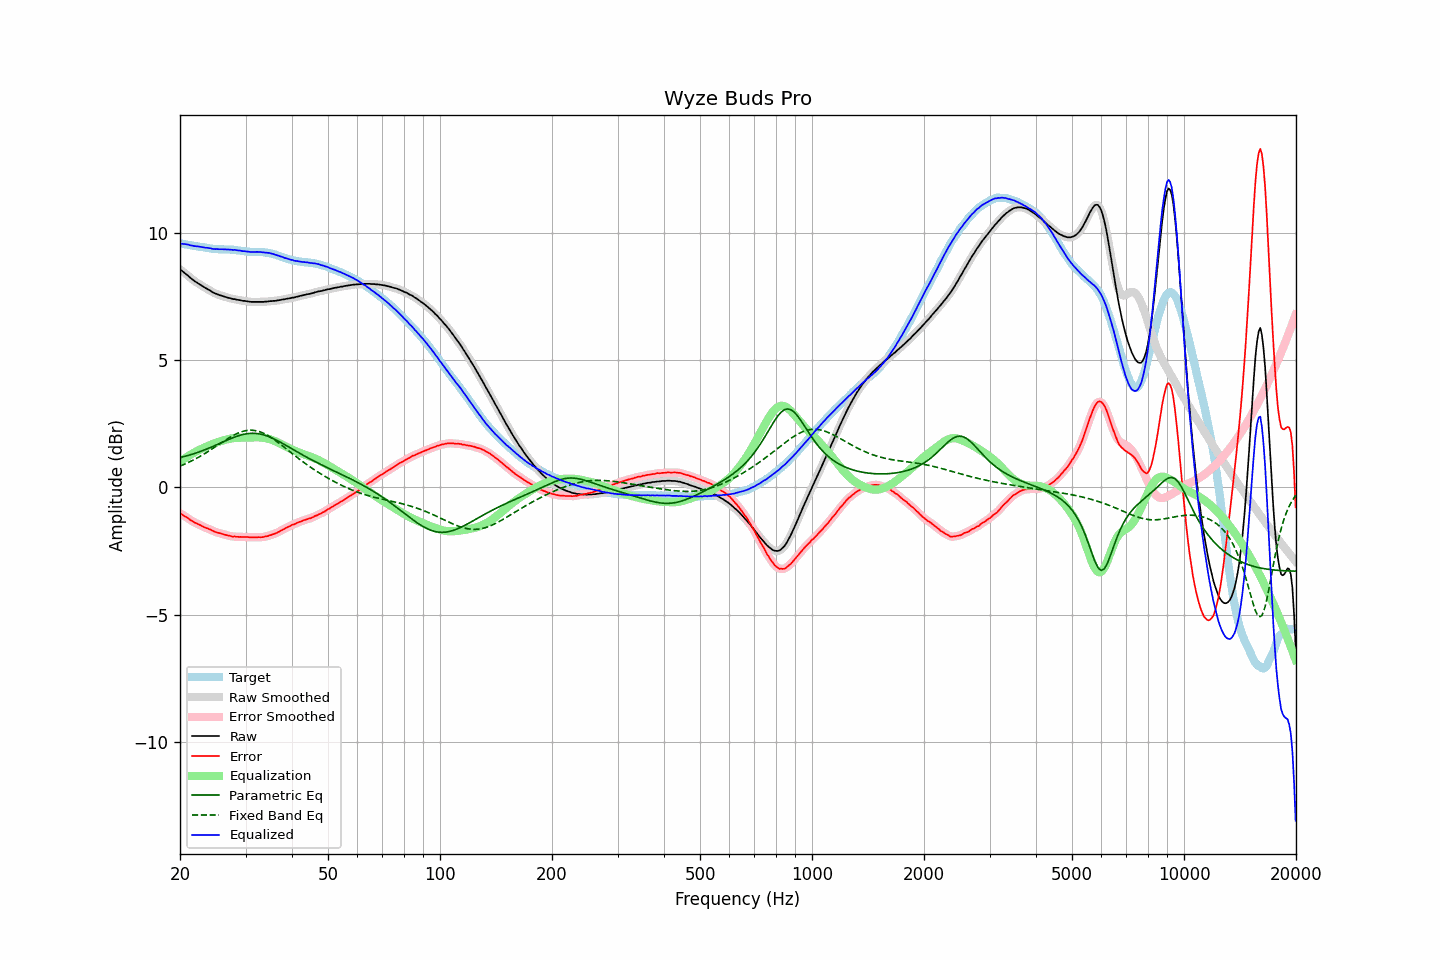 Wyze Buds Pro
Amplitude (dBr)
10
5
0
−5
−10
Target
Raw Smoothed
Error Smoothed
Raw
Error
Equalization
Parametric Eq
Fixed Band Eq
Equalized
20 50 100 200 500 1000 2000 5000 10000 20000
Frequency (Hz)